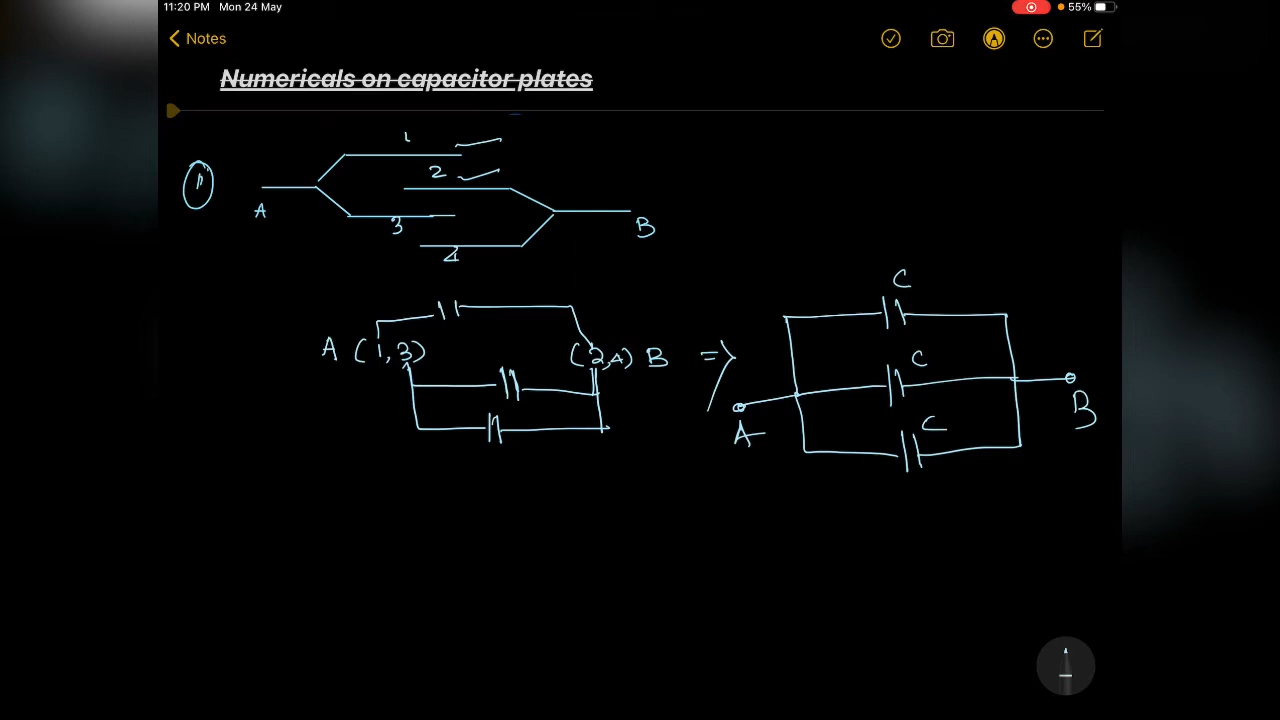 11:20 PM Mon 24 May 55%
Notes
Numericals on capacitor plates
1
2
1
A
3
B
4
C
A (1,3) (2,4) B =>
C
A
B
C